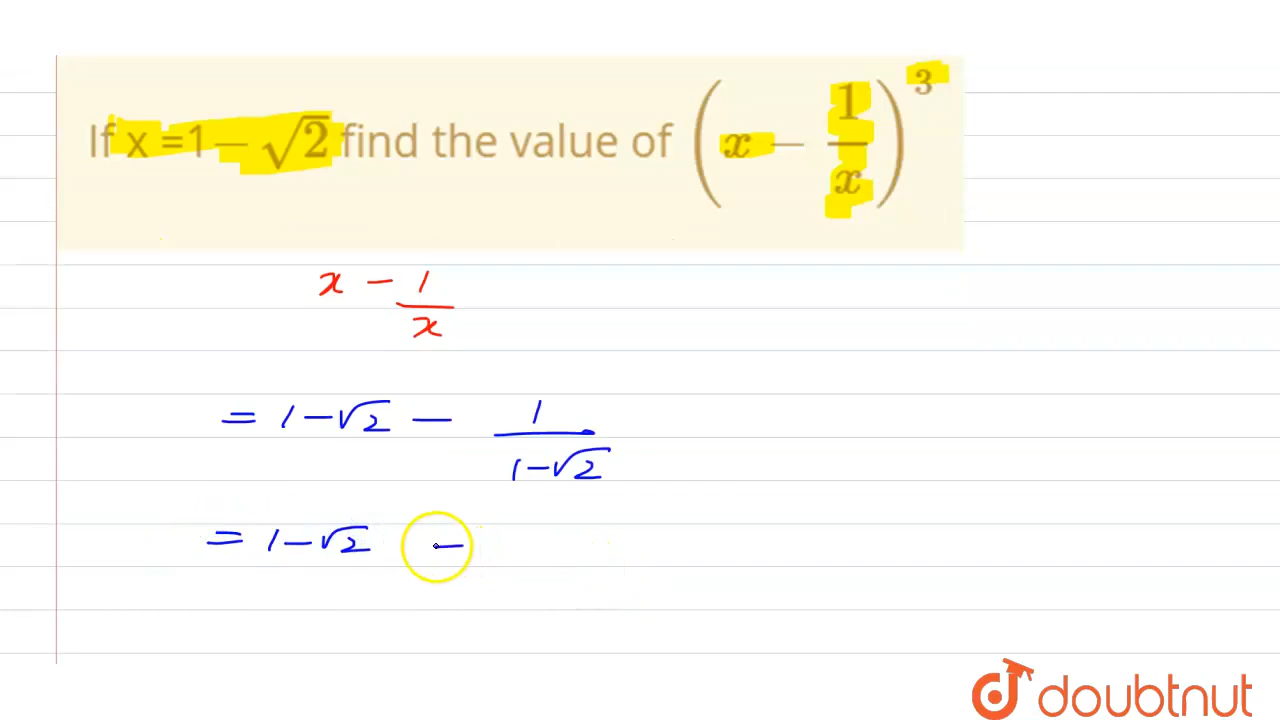 If x =1 − √2 find the value of (x − 1/x)^3
x − 1/x
= 1 − √2 − 1/(1 − √2)
= 1 − √2 −
doubtnut